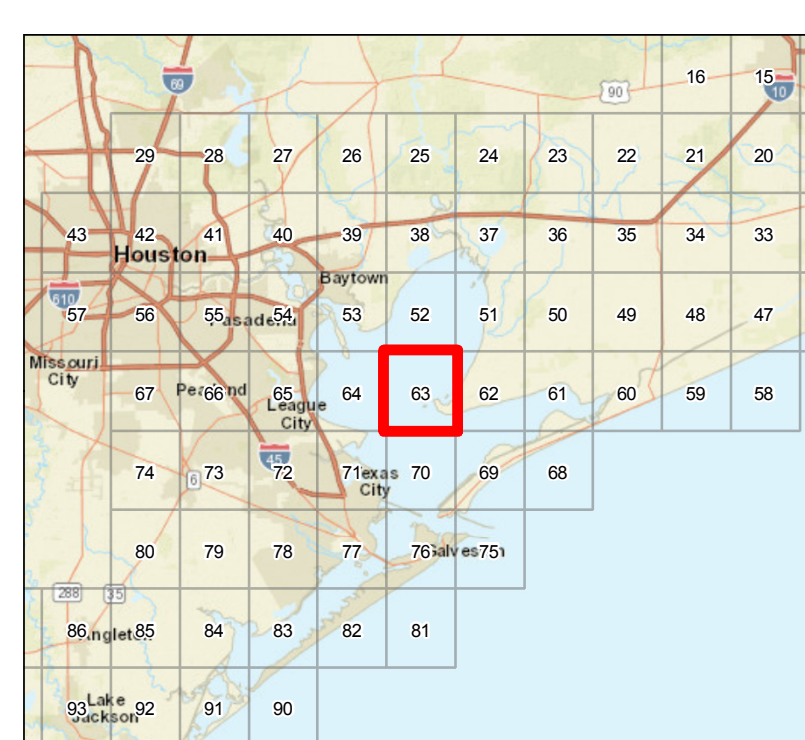 16 15
69
90 10
29 28 27 26 25 24 23 22 21 20
43 42 41 40 39 38 37 36 35 34 33
Houston
Baytown
610
57 56 55 54 53 52 51 50 49 48 47
Pasadena
Missouri
City
67 66 65 64 63 62 61 60 59 58
Pearland
League
City
45
74 6 73 72 71 70 69 68
Texas
City
80 79 78 77 76 Galveston 75
288 35
86 Angleton 85 84 83 82 81
Lake
93 92 91 90
Jackson